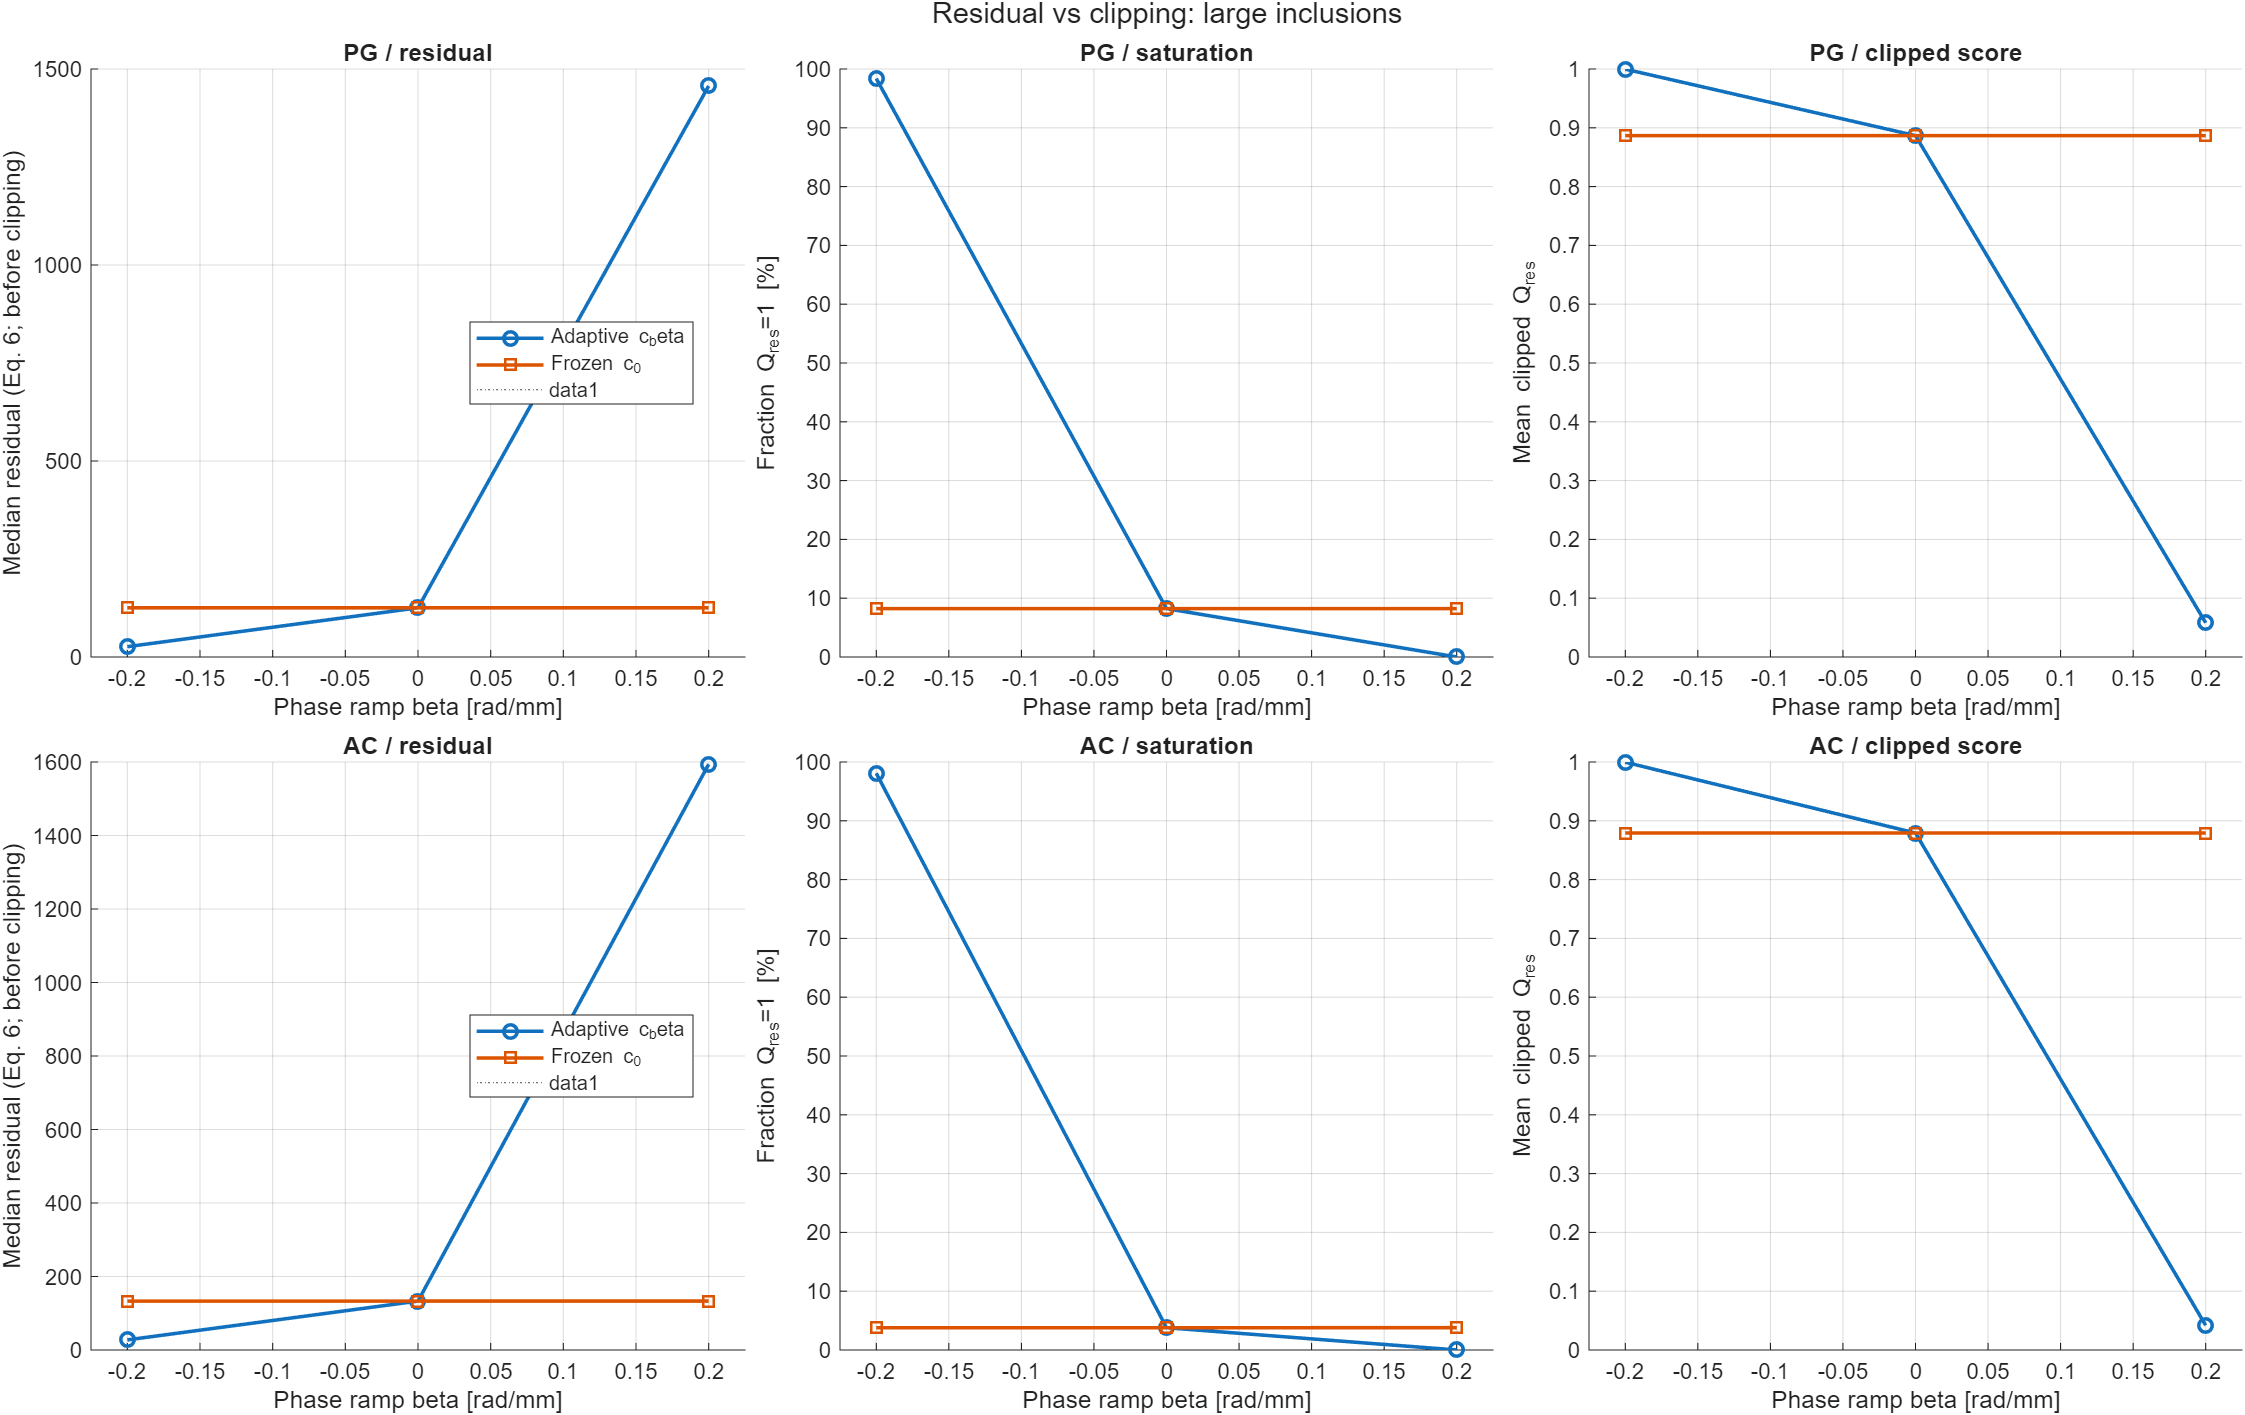 Residual vs clipping: large inclusions
PG / residual
1500
1000
500
0
-0.2 -0.15 -0.1 -0.05 0 0.05 0.1 0.15 0.2
Phase ramp beta [rad/mm]
Median residual (Eq. 6; before clipping)
Adaptive c_beta
Frozen c_0
data1
PG / saturation
100
90
80
70
60
50
40
30
20
10
0
-0.2 -0.15 -0.1 -0.05 0 0.05 0.1 0.15 0.2
Phase ramp beta [rad/mm]
Fraction Q_res=1 [%]
PG / clipped score
1
0.9
0.8
0.7
0.6
0.5
0.4
0.3
0.2
0.1
0
-0.2 -0.15 -0.1 -0.05 0 0.05 0.1 0.15 0.2
Phase ramp beta [rad/mm]
Mean clipped Q_res
AC / residual
1600
1400
1200
1000
800
600
400
200
0
-0.2 -0.15 -0.1 -0.05 0 0.05 0.1 0.15 0.2
Phase ramp beta [rad/mm]
Median residual (Eq. 6; before clipping)
Adaptive c_beta
Frozen c_0
data1
AC / saturation
100
90
80
70
60
50
40
30
20
10
0
-0.2 -0.15 -0.1 -0.05 0 0.05 0.1 0.15 0.2
Phase ramp beta [rad/mm]
Fraction Q_res=1 [%]
AC / clipped score
1
0.9
0.8
0.7
0.6
0.5
0.4
0.3
0.2
0.1
0
-0.2 -0.15 -0.1 -0.05 0 0.05 0.1 0.15 0.2
Phase ramp beta [rad/mm]
Mean clipped Q_res